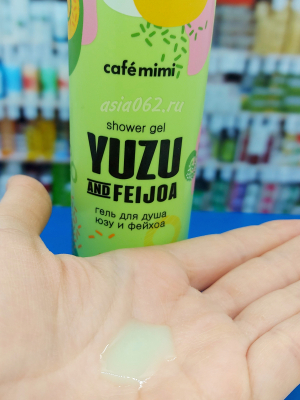 café mimi
asia062.ru
shower gel
YUZU
AND FEIJOA
гель для душа
юзу и фейхоа